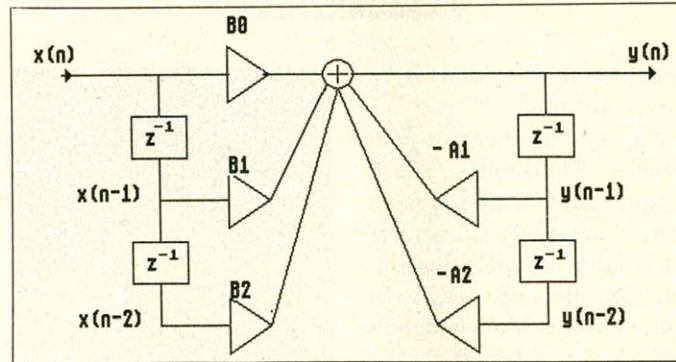 B0
x(n)
y(n)
z⁻¹
z⁻¹
B1
-A1
x(n-1)
y(n-1)
z⁻¹
z⁻¹
B2
-A2
x(n-2)
y(n-2)